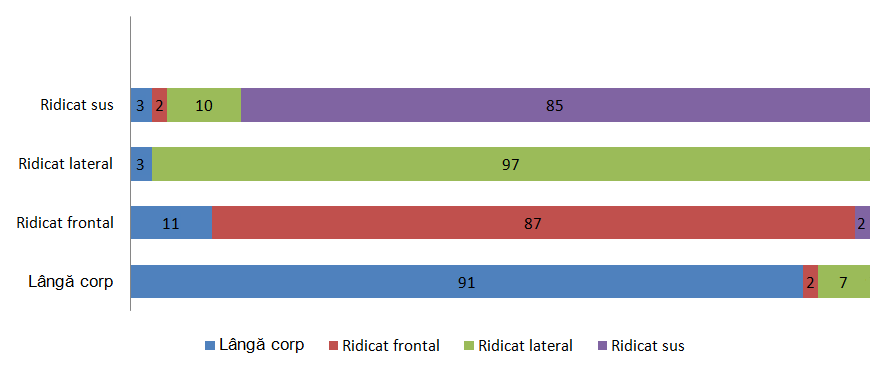 Ridicat sus 3 2 10 85
Ridicat lateral 3 97
Ridicat frontal 11 87 2
Lângă corp 91 2 7
Lângă corp Ridicat frontal Ridicat lateral Ridicat sus